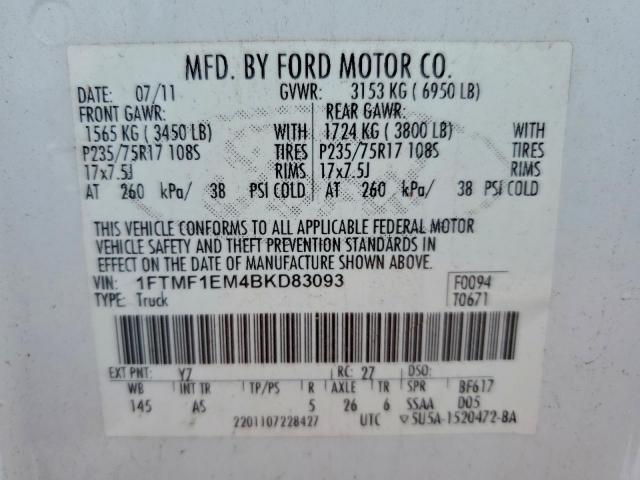 MFD. BY FORD MOTOR CO.
DATE: 07/11 GVWR: 3153 KG ( 6950 LB)
FRONT GAWR: REAR GAWR:
1565 KG ( 3450 LB) WITH 1724 KG ( 3800 LB) WITH
P235/75R17 108S TIRES P235/75R17 108S TIRES
17x7.5J RIMS 17x7.5J RIMS
AT 260 kPa/ 38 PSI COLD AT 260 kPa/ 38 PSI COLD
THIS VEHICLE CONFORMS TO ALL APPLICABLE FEDERAL MOTOR
VEHICLE SAFETY AND THEFT PREVENTION STANDARDS IN
EFFECT ON THE DATE OF MANUFACTURE SHOWN ABOVE.
VIN: 1FTMF1EM4BKD83093 F0094
TYPE: Truck T0671
EXT PNT: Y7 RC: 27 DSO:
WB INT TR TP/PS R AXLE TR SPR BF617
145 AS 5 26 6 SSAA D05
2201107228427 UTC ▽5U5A-1520472-BA